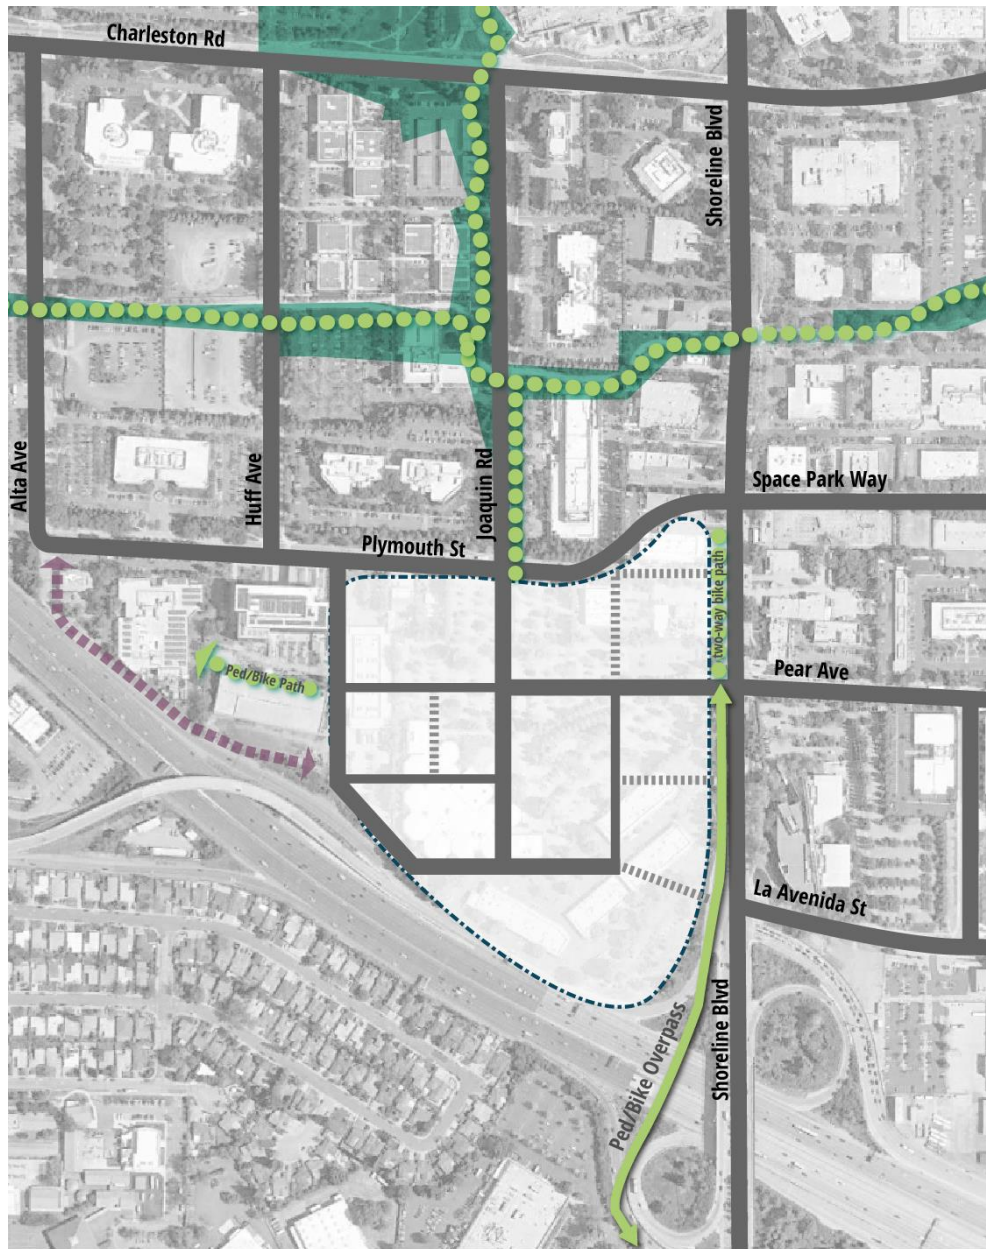 Charleston Rd
Shoreline Blvd
Alta Ave
Huff Ave
Joaquin Rd
Space Park Way
Plymouth St
two-way bike path
Ped/Bike Path
Pear Ave
La Avenida St
Ped/Bike Overpass
Shoreline Blvd